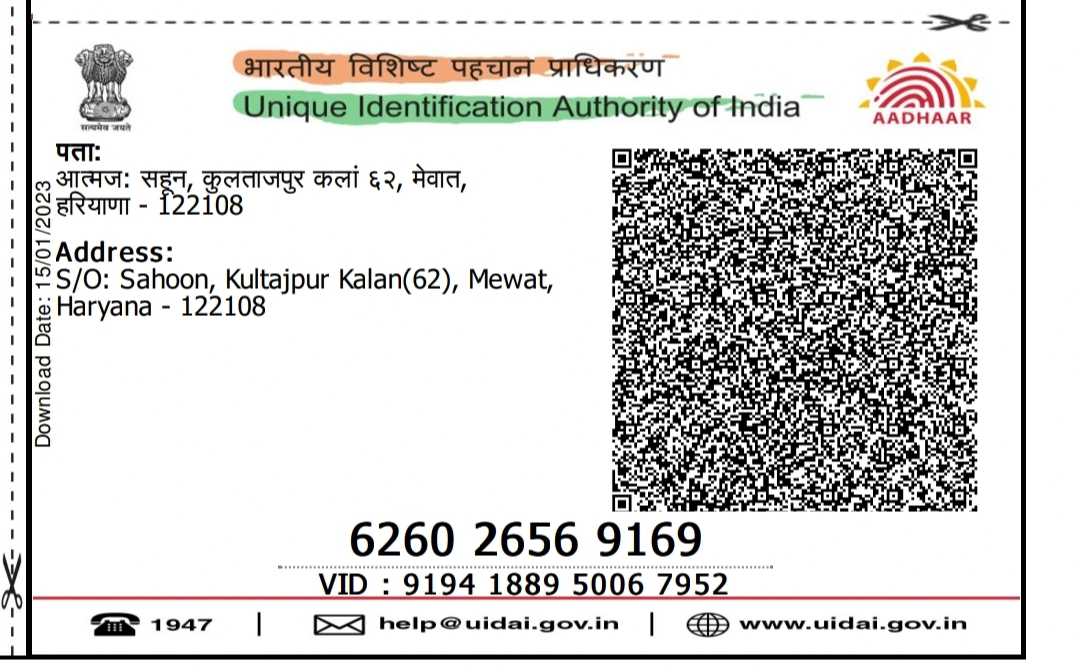 भारतीय विशिष्ट पहचान प्राधिकरण
Unique Identification Authority of India
सत्यमेव जयते
AADHAAR
पता:
आत्मज: सहून, कुलताजपुर कलां ६२, मेवात,
हरियाणा - 122108
Address:
S/O: Sahoon, Kultajpur Kalan(62), Mewat,
Haryana - 122108
Download Date: 15/01/2023
6260 2656 9169
VID : 9194 1889 5006 7952
1947 | help@uidai.gov.in | www.uidai.gov.in